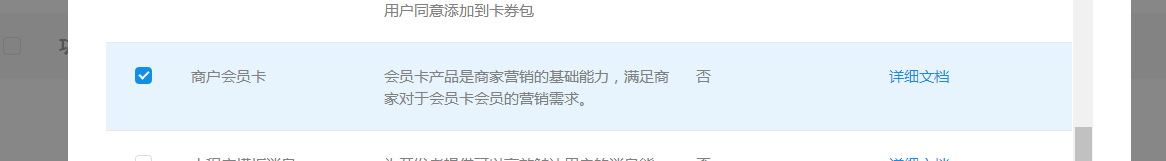 用户同意添加到卡券包
商户会员卡
会员卡产品是商家营销的基础能力，满足商
家对于会员卡会员的营销需求。
否
详细文档